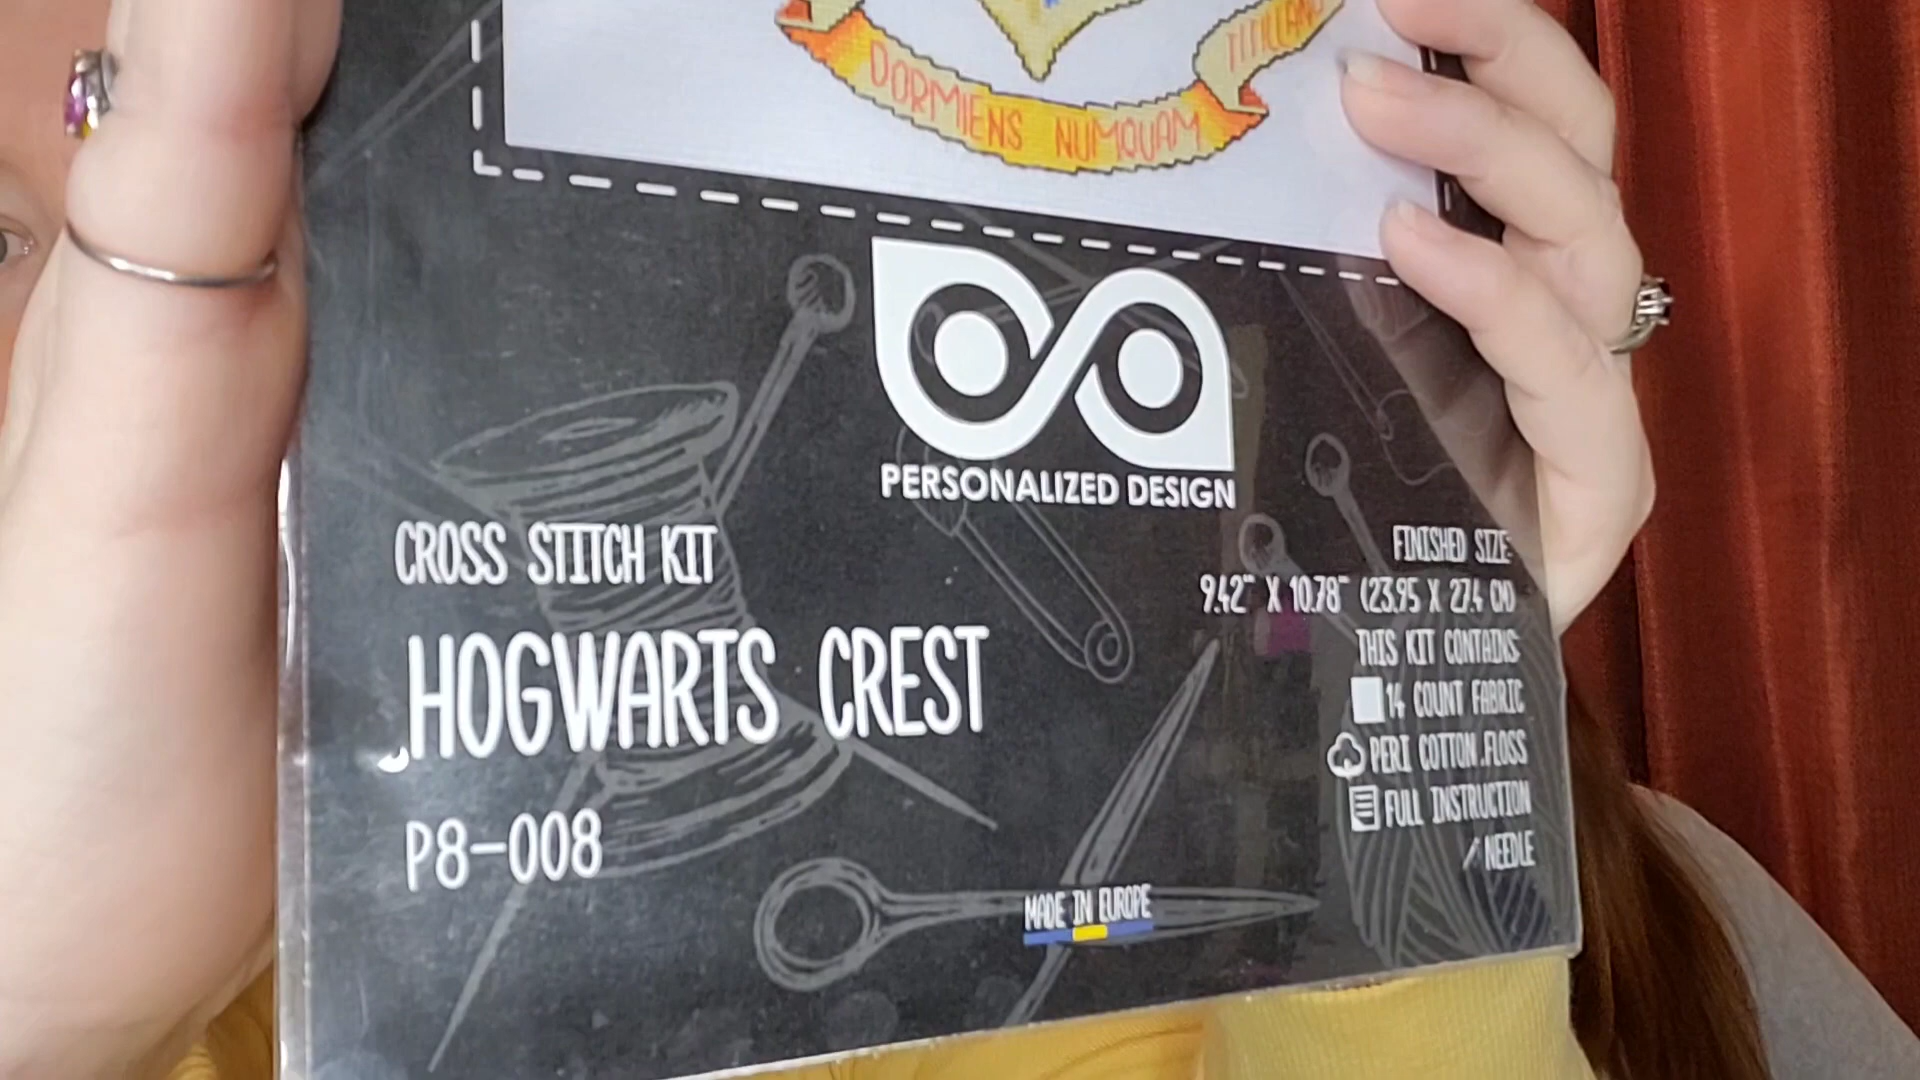 DORMIENS NUMQUAM TITILLAND
PERSONALIZED DESIGN
CROSS STITCH KIT
HOGWARTS CREST
P8-008
FINISHED SIZE:
9.42" X 10.78" (23.95 X 27.4 CM)
THIS KIT CONTAINS:
14 COUNT FABRIC
PERI COTTON FLOSS
FULL INSTRUCTION
NEEDLE
MADE IN EUROPE